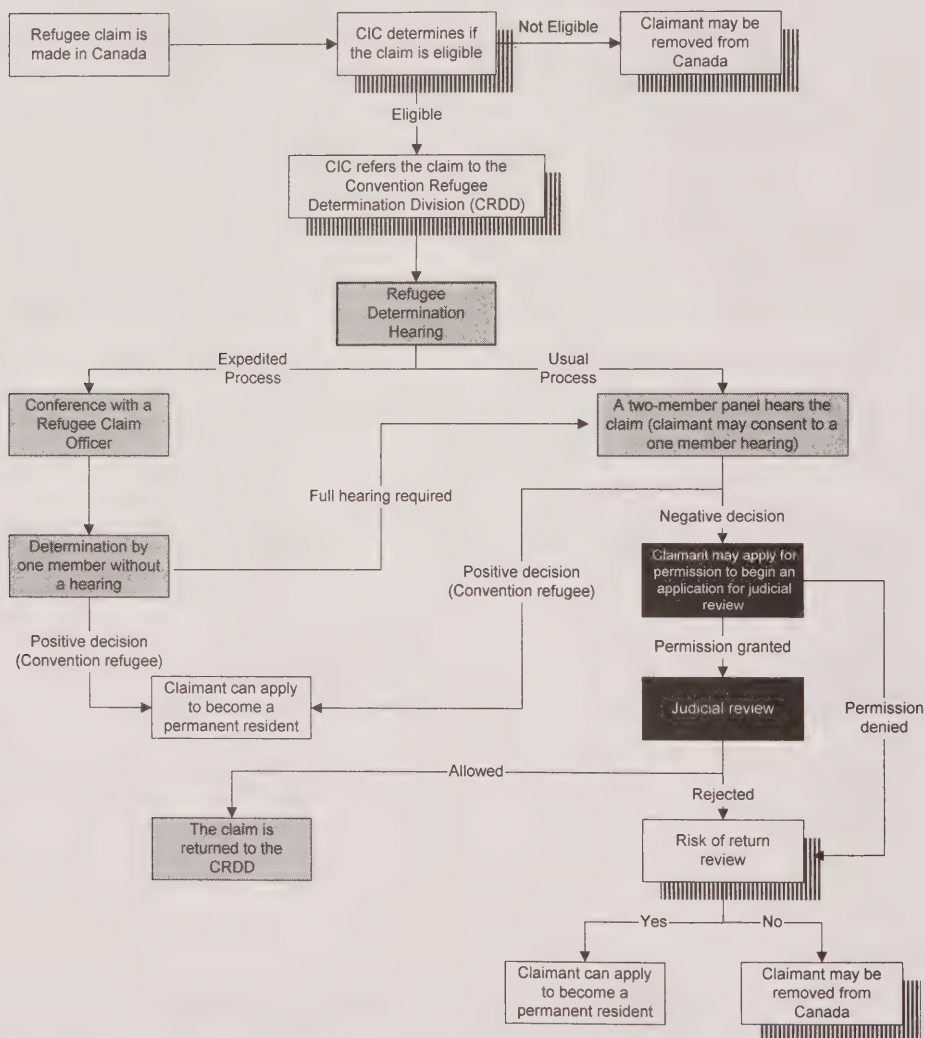 Refugee claim is
made in Canada
CIC determines if
the claim is eligible
Not Eligible
Claimant may be
removed from
Canada
Eligible
CIC refers the claim to the
Convention Refugee
Determination Division (CRDD)
Refugee
Determination
Hearing
Expedited
Process
Usual
Process
Conference with a
Refugee Claim
Officer
A two-member panel hears the
claim (claimant may consent to a
one member hearing)
Full hearing required
Determination by
one member without
a hearing
Negative decision
Claimant may apply for
permission to begin an
application for judicial
review
Positive decision
(Convention refugee)
Positive decision
(Convention refugee)
Permission granted
Claimant can apply
to become a
permanent resident
Judicial review
Permission
denied
Allowed
Rejected
The claim is
returned to the
CRDD
Risk of return
review
Yes
No
Claimant can apply
to become a
permanent resident
Claimant may be
removed from
Canada